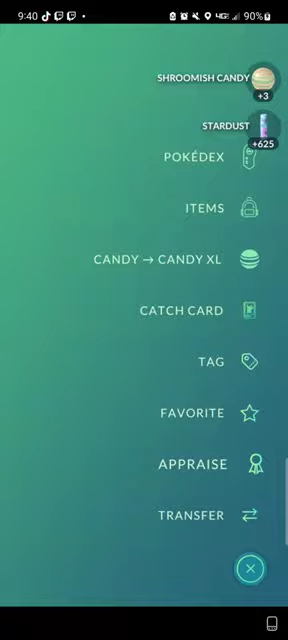 9:40
90%
SHROOMISH CANDY
+3
STARDUST
+625
POKÉDEX
ITEMS
CANDY → CANDY XL
CATCH CARD
TAG
FAVORITE
APPRAISE
TRANSFER